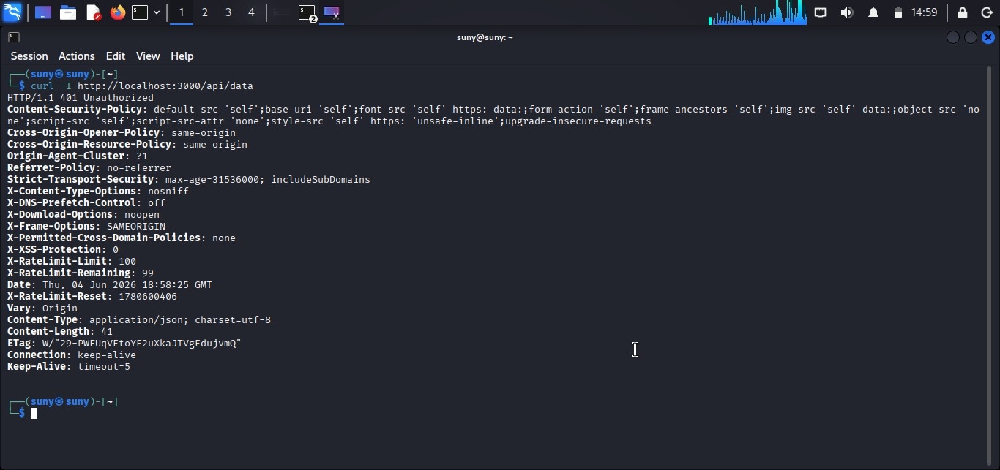 1 2 3 4 2 14:59
suny@suny: ~
Session Actions Edit View Help
┌──(suny㉿suny)-[~]
└─$ curl -I http://localhost:3000/api/data
HTTP/1.1 401 Unauthorized
Content-Security-Policy: default-src 'self';base-uri 'self';font-src 'self' https: data:;form-action 'self';frame-ancestors 'self';img-src 'self' data:;object-src 'no
ne';script-src 'self';script-src-attr 'none';style-src 'self' https: 'unsafe-inline';upgrade-insecure-requests
Cross-Origin-Opener-Policy: same-origin
Cross-Origin-Resource-Policy: same-origin
Origin-Agent-Cluster: ?1
Referrer-Policy: no-referrer
Strict-Transport-Security: max-age=31536000; includeSubDomains
X-Content-Type-Options: nosniff
X-DNS-Prefetch-Control: off
X-Download-Options: noopen
X-Frame-Options: SAMEORIGIN
X-Permitted-Cross-Domain-Policies: none
X-XSS-Protection: 0
X-RateLimit-Limit: 100
X-RateLimit-Remaining: 99
Date: Thu, 04 Jun 2026 18:58:25 GMT
X-RateLimit-Reset: 1780600406
Vary: Origin
Content-Type: application/json; charset=utf-8
Content-Length: 41
ETag: W/"29-PWFUqVEtoYE2uXkaJTVgEdujvmQ"
Connection: keep-alive
Keep-Alive: timeout=5
┌──(suny㉿suny)-[~]
└─$